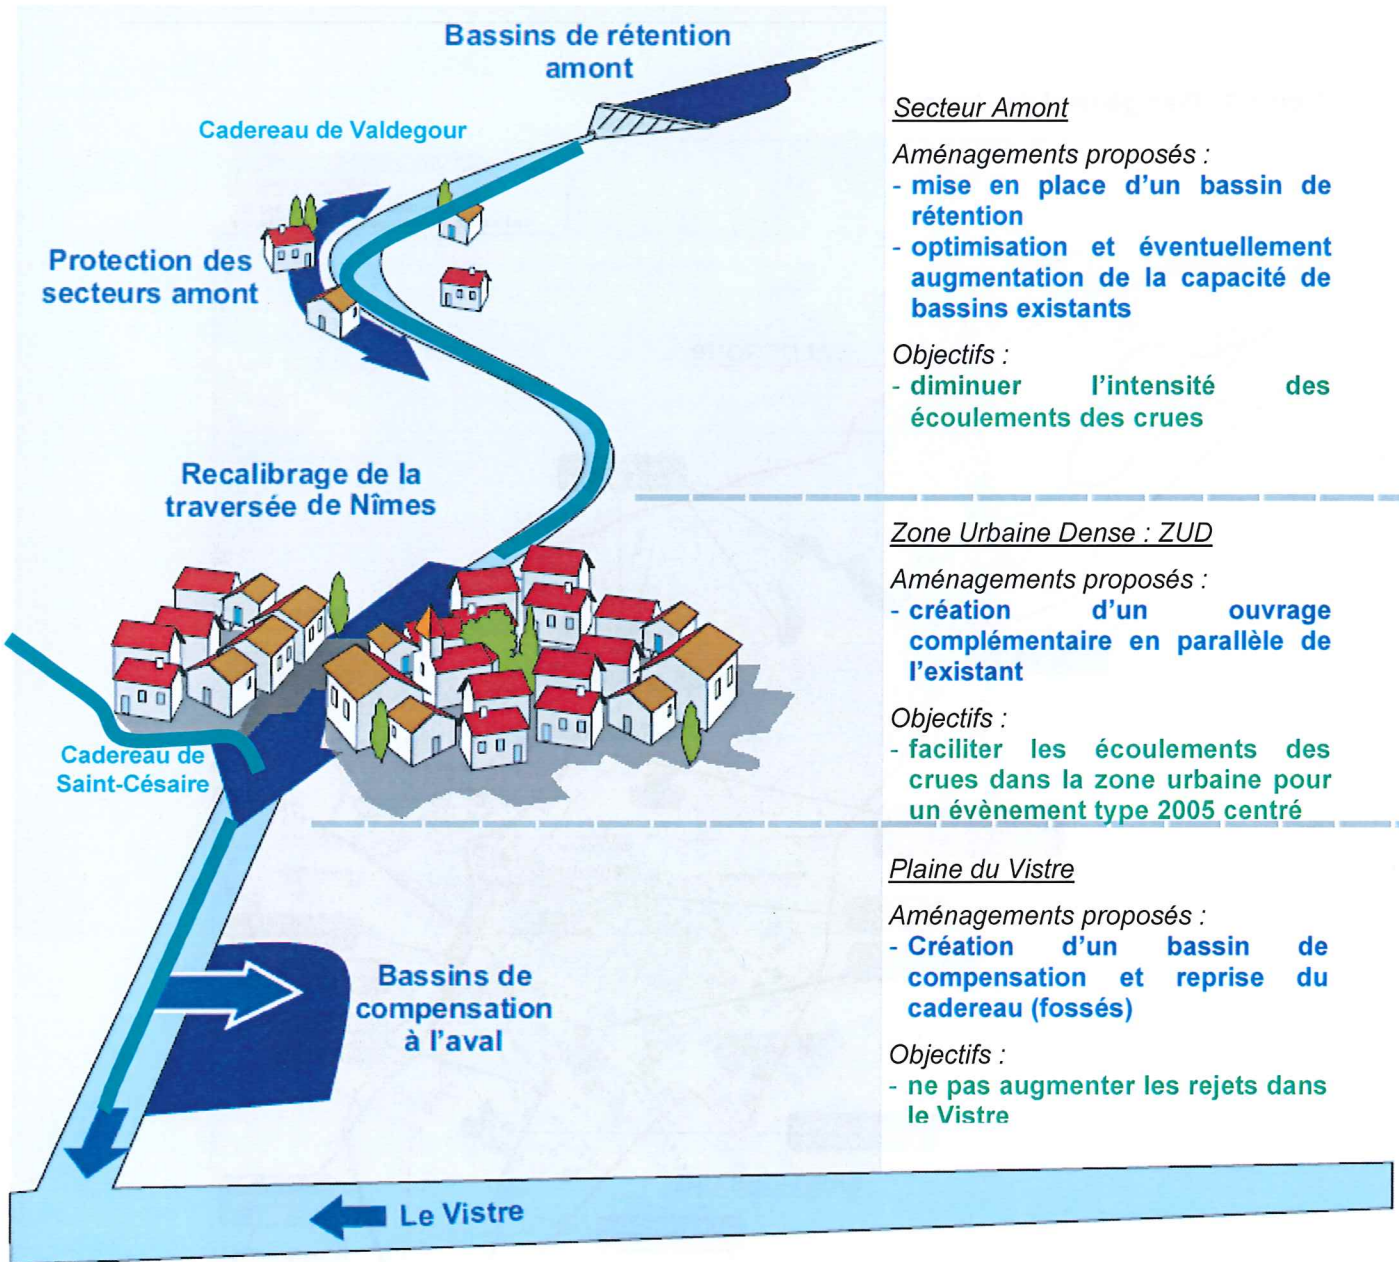 Bassins de rétention
amont
Cadereau de Valdegour
Protection des
secteurs amont
Recalibrage de la
traversée de Nîmes
Cadereau de
Saint-Césaire
Bassins de
compensation
à l'aval
Le Vistre
Secteur Amont
Aménagements proposés :
- mise en place d'un bassin de
rétention
- optimisation et éventuellement
augmentation de la capacité de
bassins existants
Objectifs :
- diminuer l'intensité des
écoulements des crues
Zone Urbaine Dense : ZUD
Aménagements proposés :
- création d'un ouvrage
complémentaire en parallèle de
l'existant
Objectifs :
- faciliter les écoulements des
crues dans la zone urbaine pour
un évènement type 2005 centré
Plaine du Vistre
Aménagements proposés :
- Création d'un bassin de
compensation et reprise du
cadereau (fossés)
Objectifs :
- ne pas augmenter les rejets dans
le Vistre